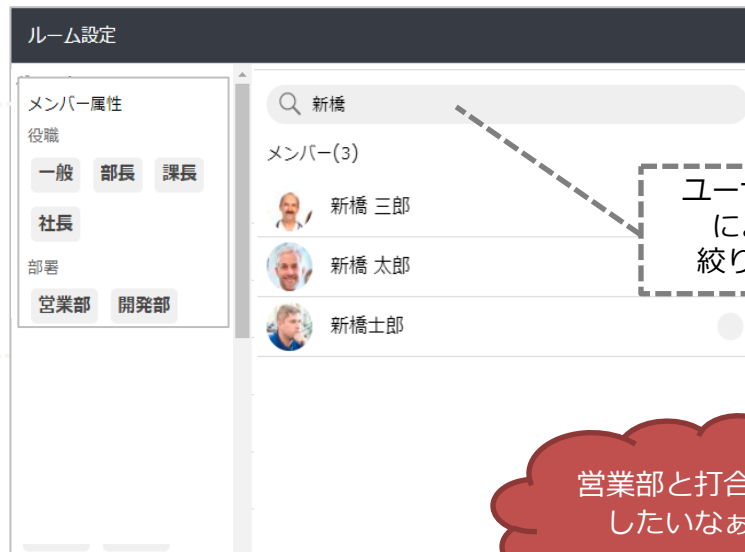 ルーム設定
メンバー属性
役職
一般 部長 課長
社長
部署
営業部 開発部
新橋
メンバー(3)
新橋 三郎
新橋 太郎
新橋士郎
ユー
に
絞り
営業部と打合
したいなぁ